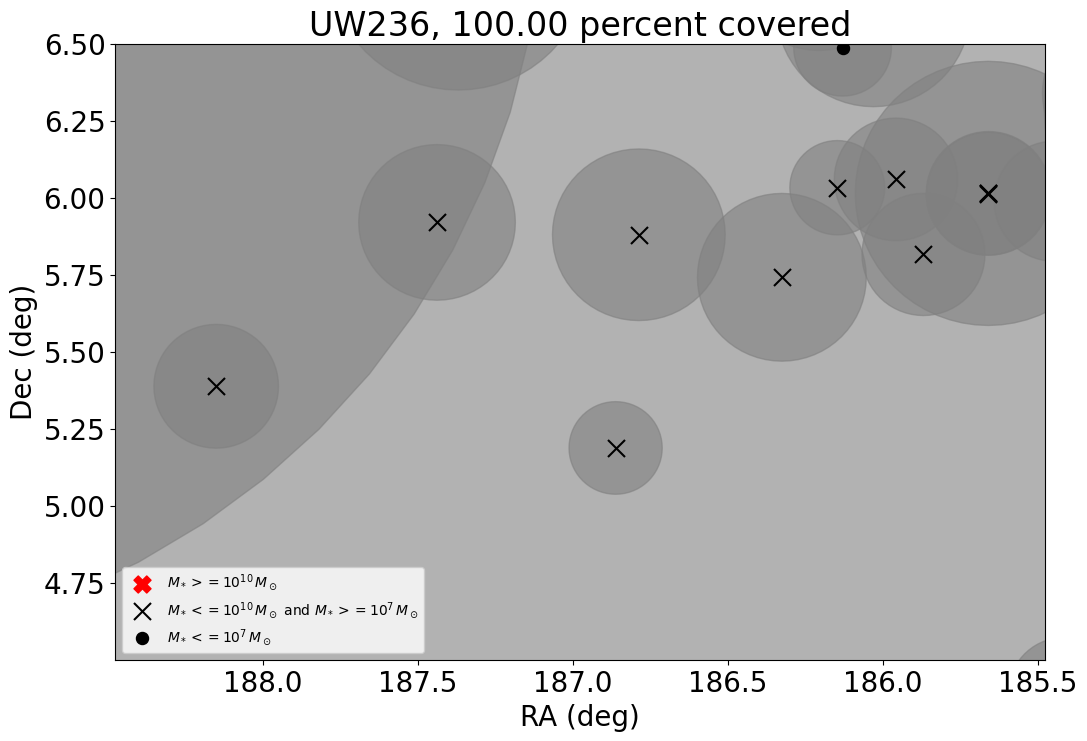 UW236, 100.00 percent covered
6.50
6.25
6.00
5.75
5.50
5.25
5.00
4.75
Dec (deg)
M* >= 10^10 M⊙
M* <= 10^10 M⊙ and M* >= 10^7 M⊙
M* <= 10^7 M⊙
188.0 187.5 187.0 186.5 186.0 185.5
RA (deg)